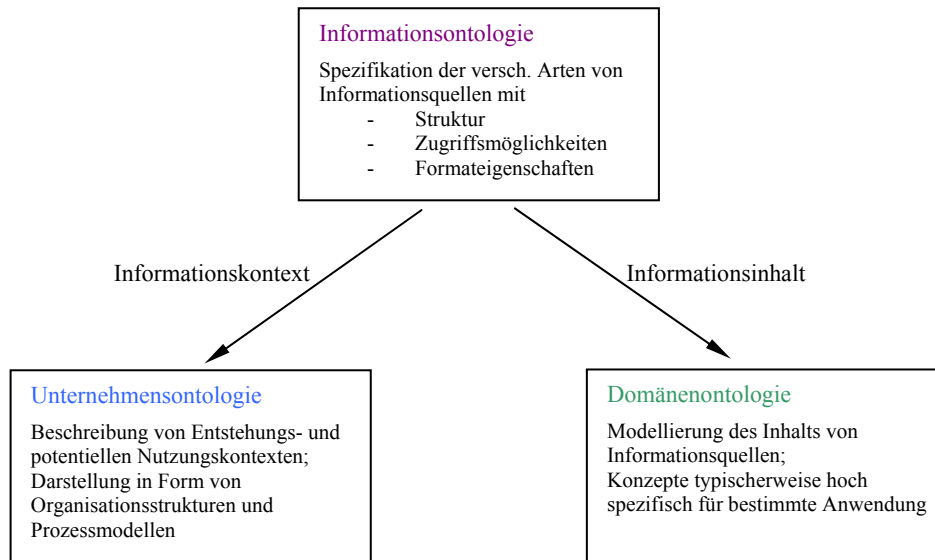 Informationsontologie
Spezifikation der versch. Arten von
Informationsquellen mit
- Struktur
- Zugriffsmöglichkeiten
- Formateigenschaften
Informationskontext
Informationsinhalt
Unternehmensontologie
Beschreibung von Entstehungs- und
potentiellen Nutzungskontexten;
Darstellung in Form von
Organisationsstrukturen und
Prozessmodellen
Domänenontologie
Modellierung des Inhalts von
Informationsquellen;
Konzepte typischerweise hoch
spezifisch für bestimmte Anwendung